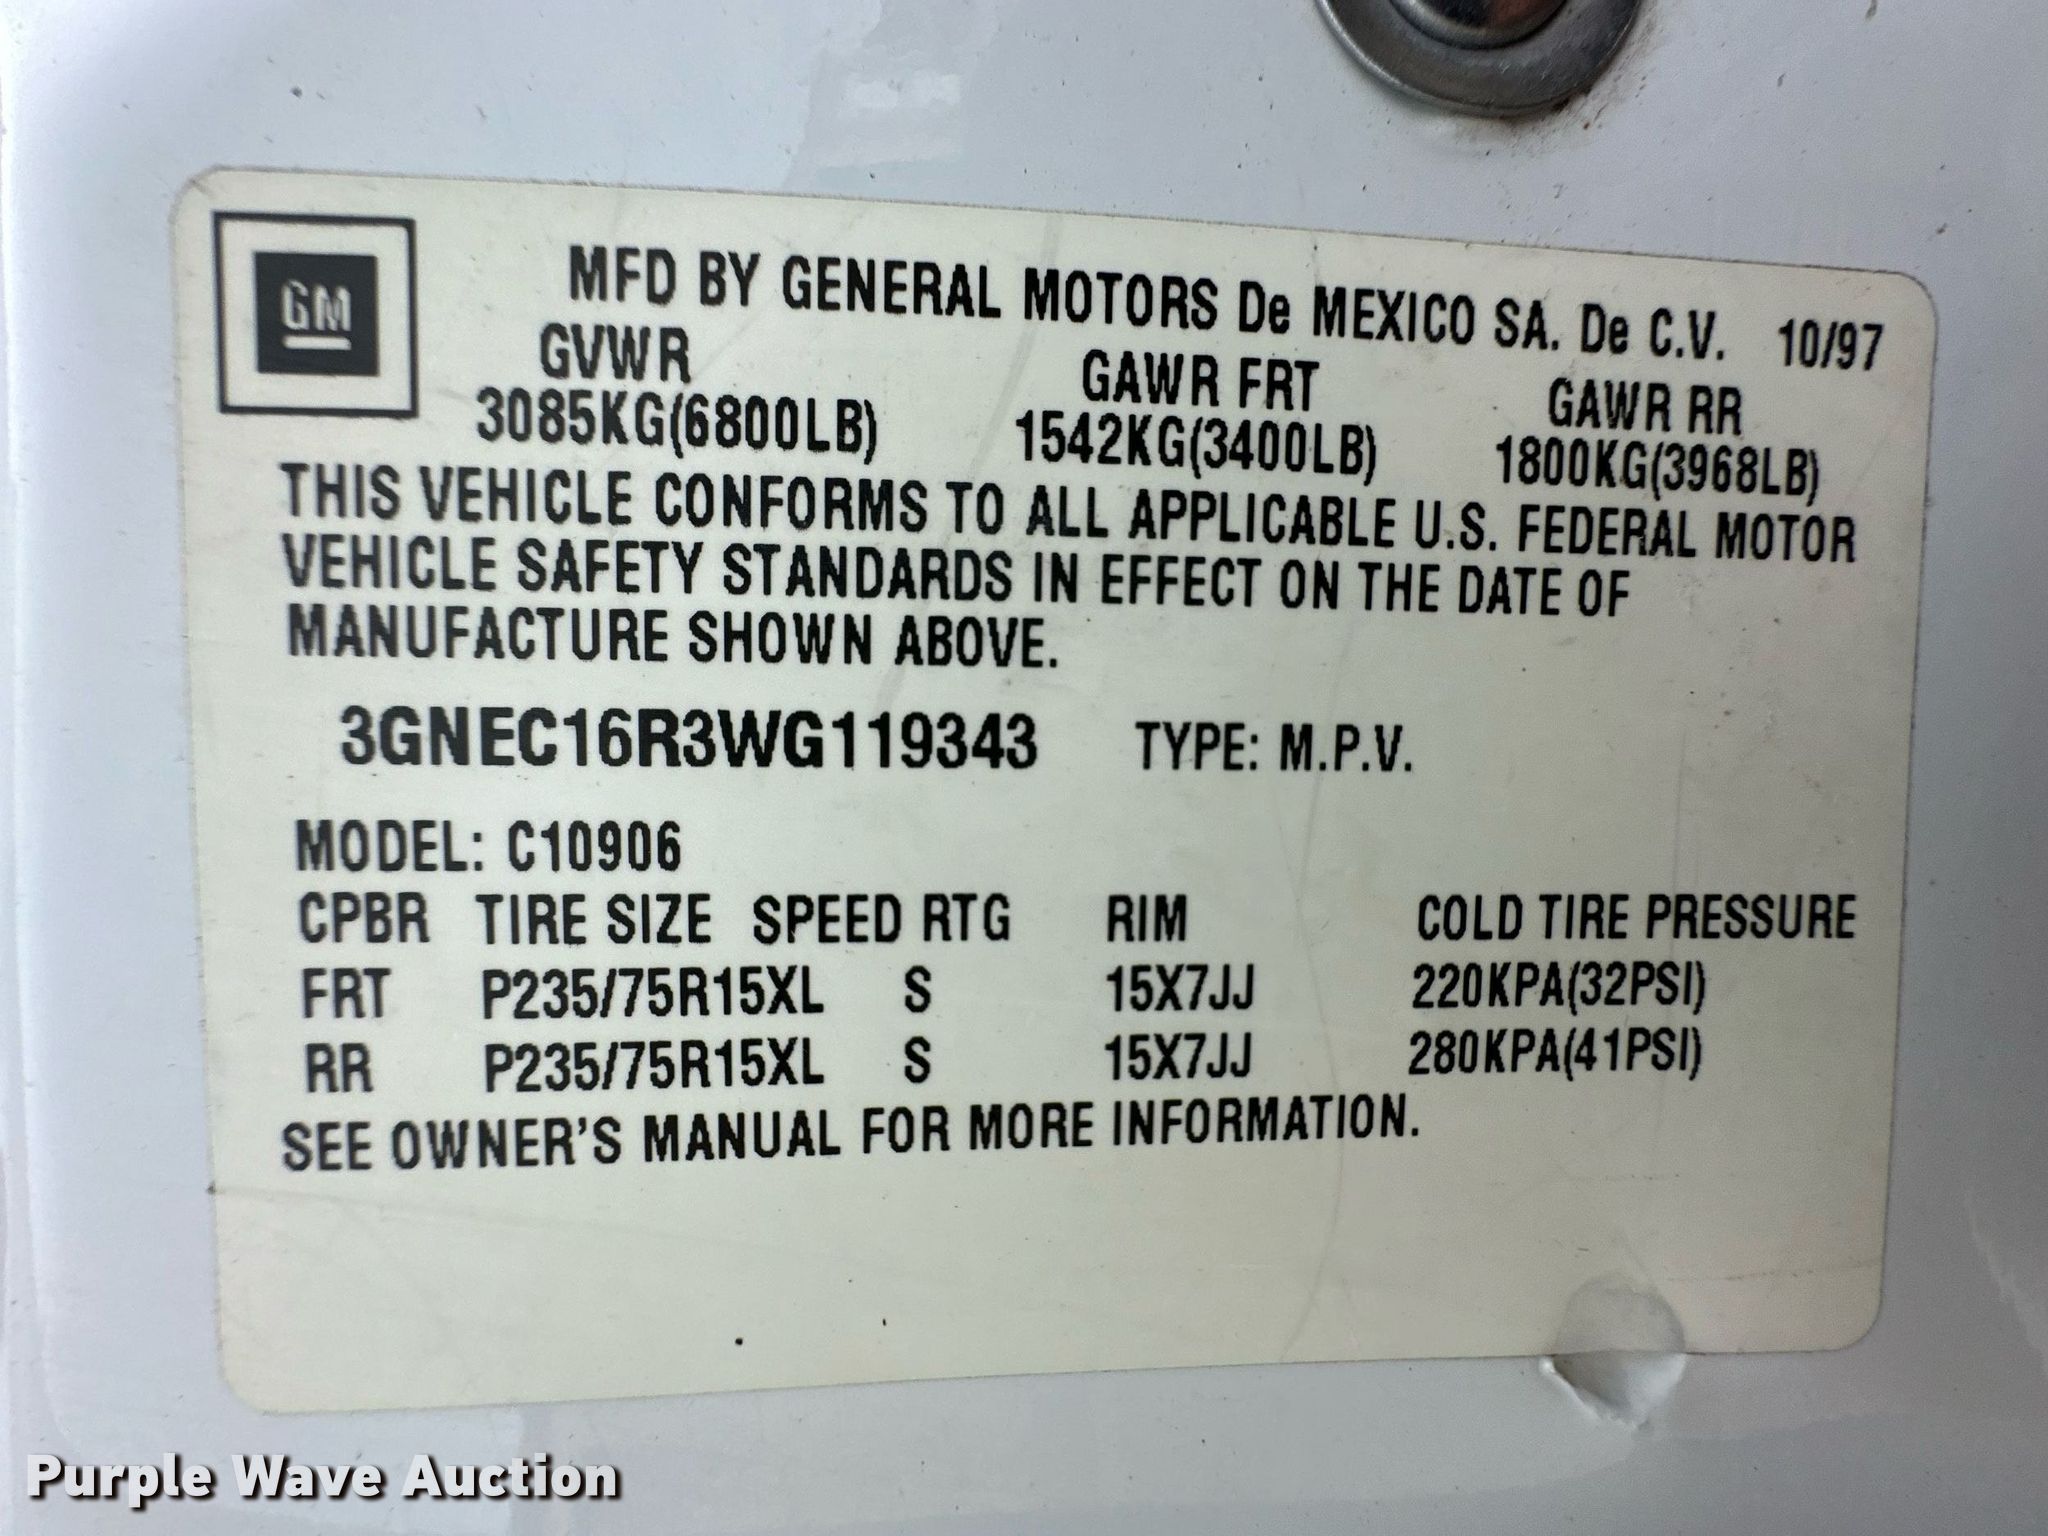 GM
MFD BY GENERAL MOTORS De MEXICO SA. De C.V. 10/97
GVWR GAWR FRT GAWR RR
3085KG(6800LB) 1542KG(3400LB) 1800KG(3968LB)
THIS VEHICLE CONFORMS TO ALL APPLICABLE U.S. FEDERAL MOTOR
VEHICLE SAFETY STANDARDS IN EFFECT ON THE DATE OF
MANUFACTURE SHOWN ABOVE.
3GNEC16R3WG119343 TYPE: M.P.V.
MODEL: C10906
CPBR TIRE SIZE SPEED RTG RIM COLD TIRE PRESSURE
FRT P235/75R15XL S 15X7JJ 220KPA(32PSI)
RR P235/75R15XL S 15X7JJ 280KPA(41PSI)
SEE OWNER'S MANUAL FOR MORE INFORMATION.
Purple Wave Auction